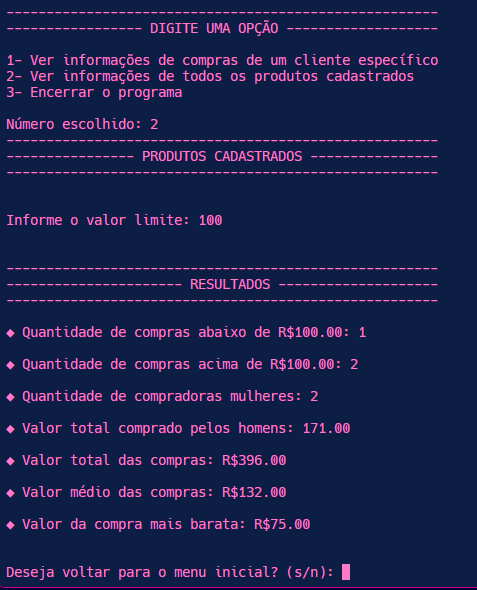 ------------------------------------------------------
----------------- DIGITE UMA OPÇÃO -------------------
1- Ver informações de compras de um cliente específico
2- Ver informações de todos os produtos cadastrados
3- Encerrar o programa
Número escolhido: 2
------------------------------------------------------
---------------- PRODUTOS CADASTRADOS ----------------
------------------------------------------------------
Informe o valor limite: 100
------------------------------------------------------
---------------------- RESULTADOS --------------------
------------------------------------------------------
◆ Quantidade de compras abaixo de R$100.00: 1
◆ Quantidade de compras acima de R$100.00: 2
◆ Quantidade de compradoras mulheres: 2
◆ Valor total comprado pelos homens: 171.00
◆ Valor total das compras: R$396.00
◆ Valor médio das compras: R$132.00
◆ Valor da compra mais barata: R$75.00
Deseja voltar para o menu inicial? (s/n):